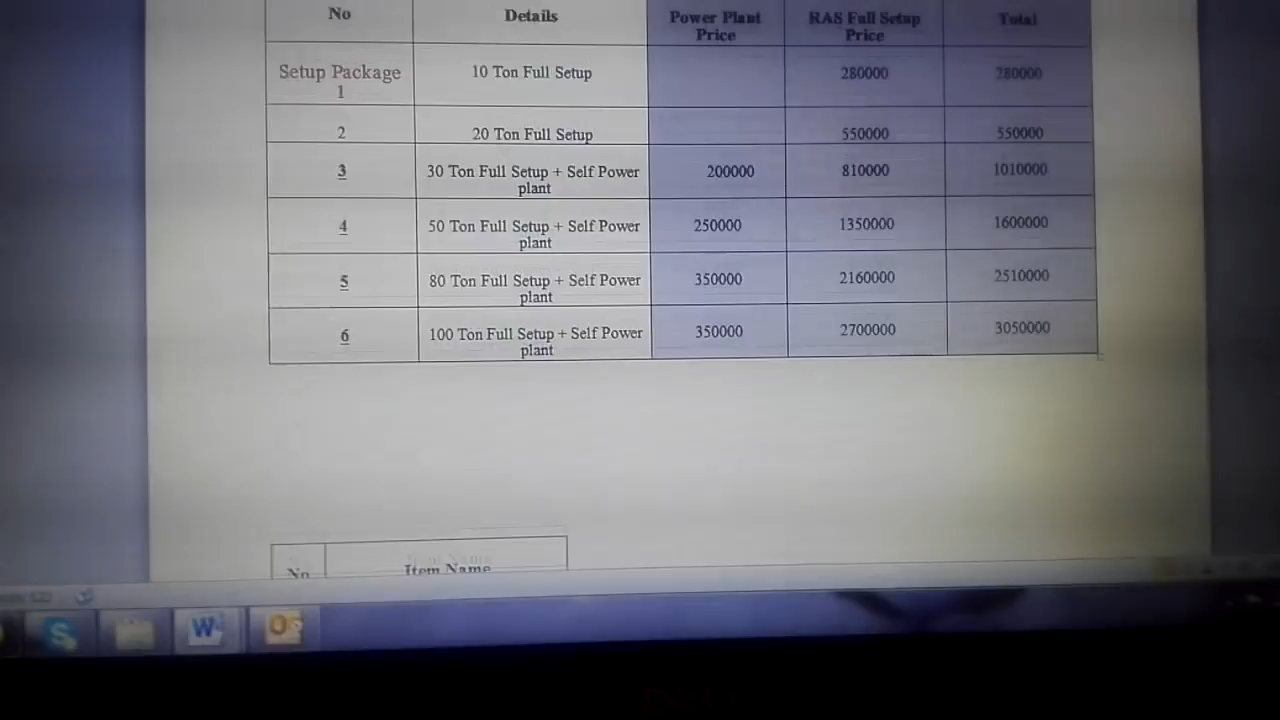 No Details Power Plant Price RAS Full Setup Price Total
Setup Package 1 10 Ton Full Setup 280000 280000
2 20 Ton Full Setup 550000 550000
3 30 Ton Full Setup + Self Power plant 200000 810000 1010000
4 50 Ton Full Setup + Self Power plant 250000 1350000 1600000
5 80 Ton Full Setup + Self Power plant 350000 2160000 2510000
6 100 Ton Full Setup + Self Power plant 350000 2700000 3050000
No Item Name